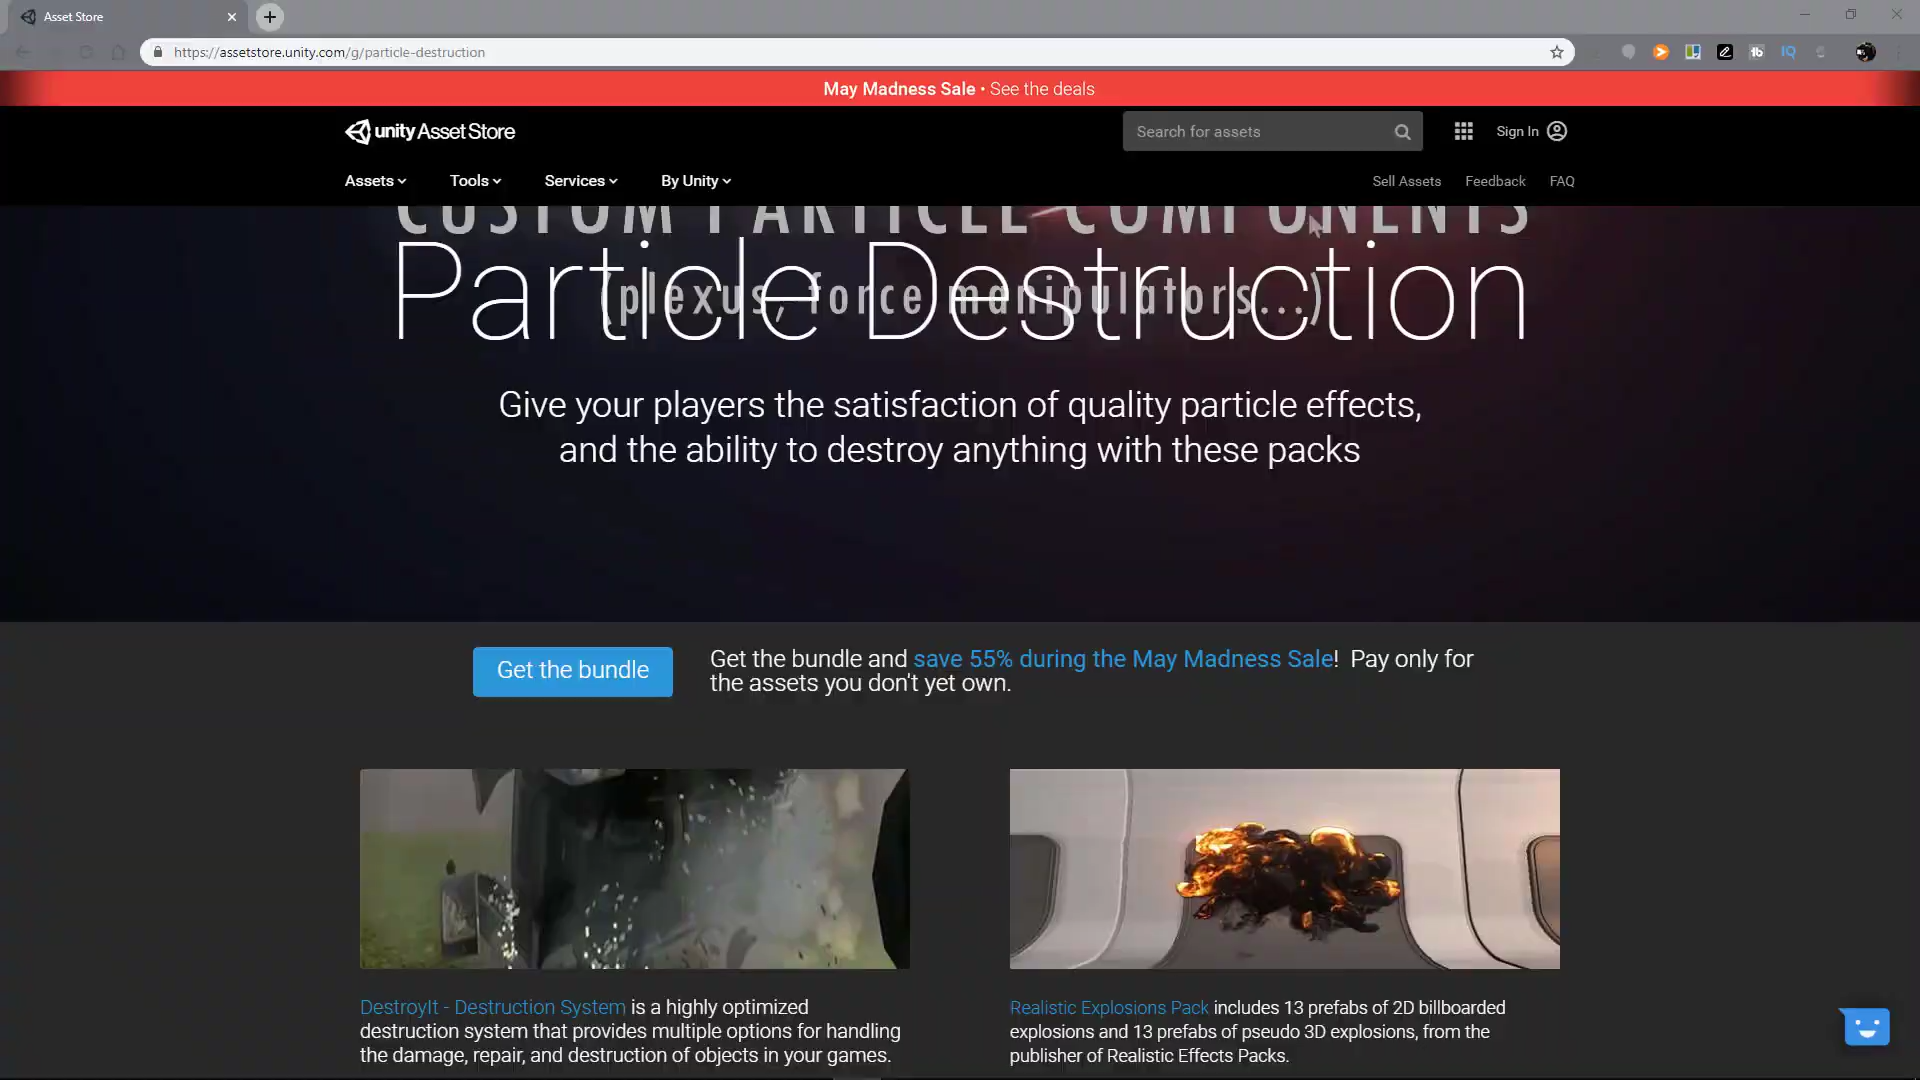 Asset Store
https://assetstore.unity.com/g/particle-destruction
May Madness Sale • See the deals
unity Asset Store
Search for assets
Sign In
Assets
Tools
Services
By Unity
Sell Assets
Feedback
FAQ
CUSTOM PARTICLE COMPONENTS
Particle Destruction
(plexus, force manipulators...)
Give your players the satisfaction of quality particle effects,
and the ability to destroy anything with these packs
Get the bundle
Get the bundle and save 55% during the May Madness Sale! Pay only for
the assets you don't yet own.
DestroyIt - Destruction System is a highly optimized
destruction system that provides multiple options for handling
the damage, repair, and destruction of objects in your games.
Realistic Explosions Pack includes 13 prefabs of 2D billboarded
explosions and 13 prefabs of pseudo 3D explosions, from the
publisher of Realistic Effects Packs.
tb
IQ